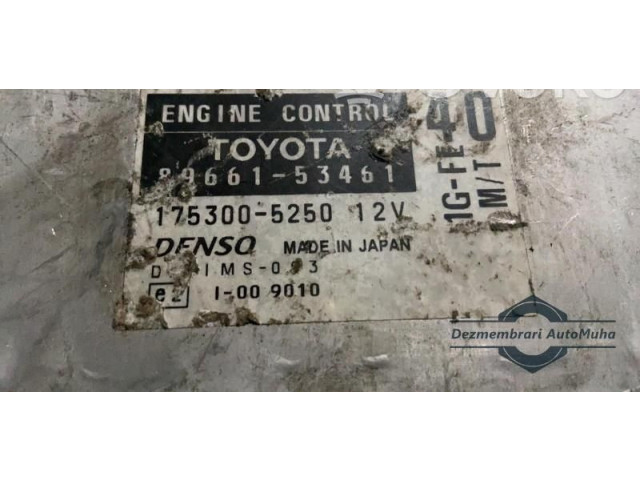 ENGINE CONTROL
TOYOTA
89661-53461
175300-5250 12V
DENSO MADE IN JAPAN
I-00 9010
e2
40
1G-FE
M/T
Dezmembrari AutoMuha